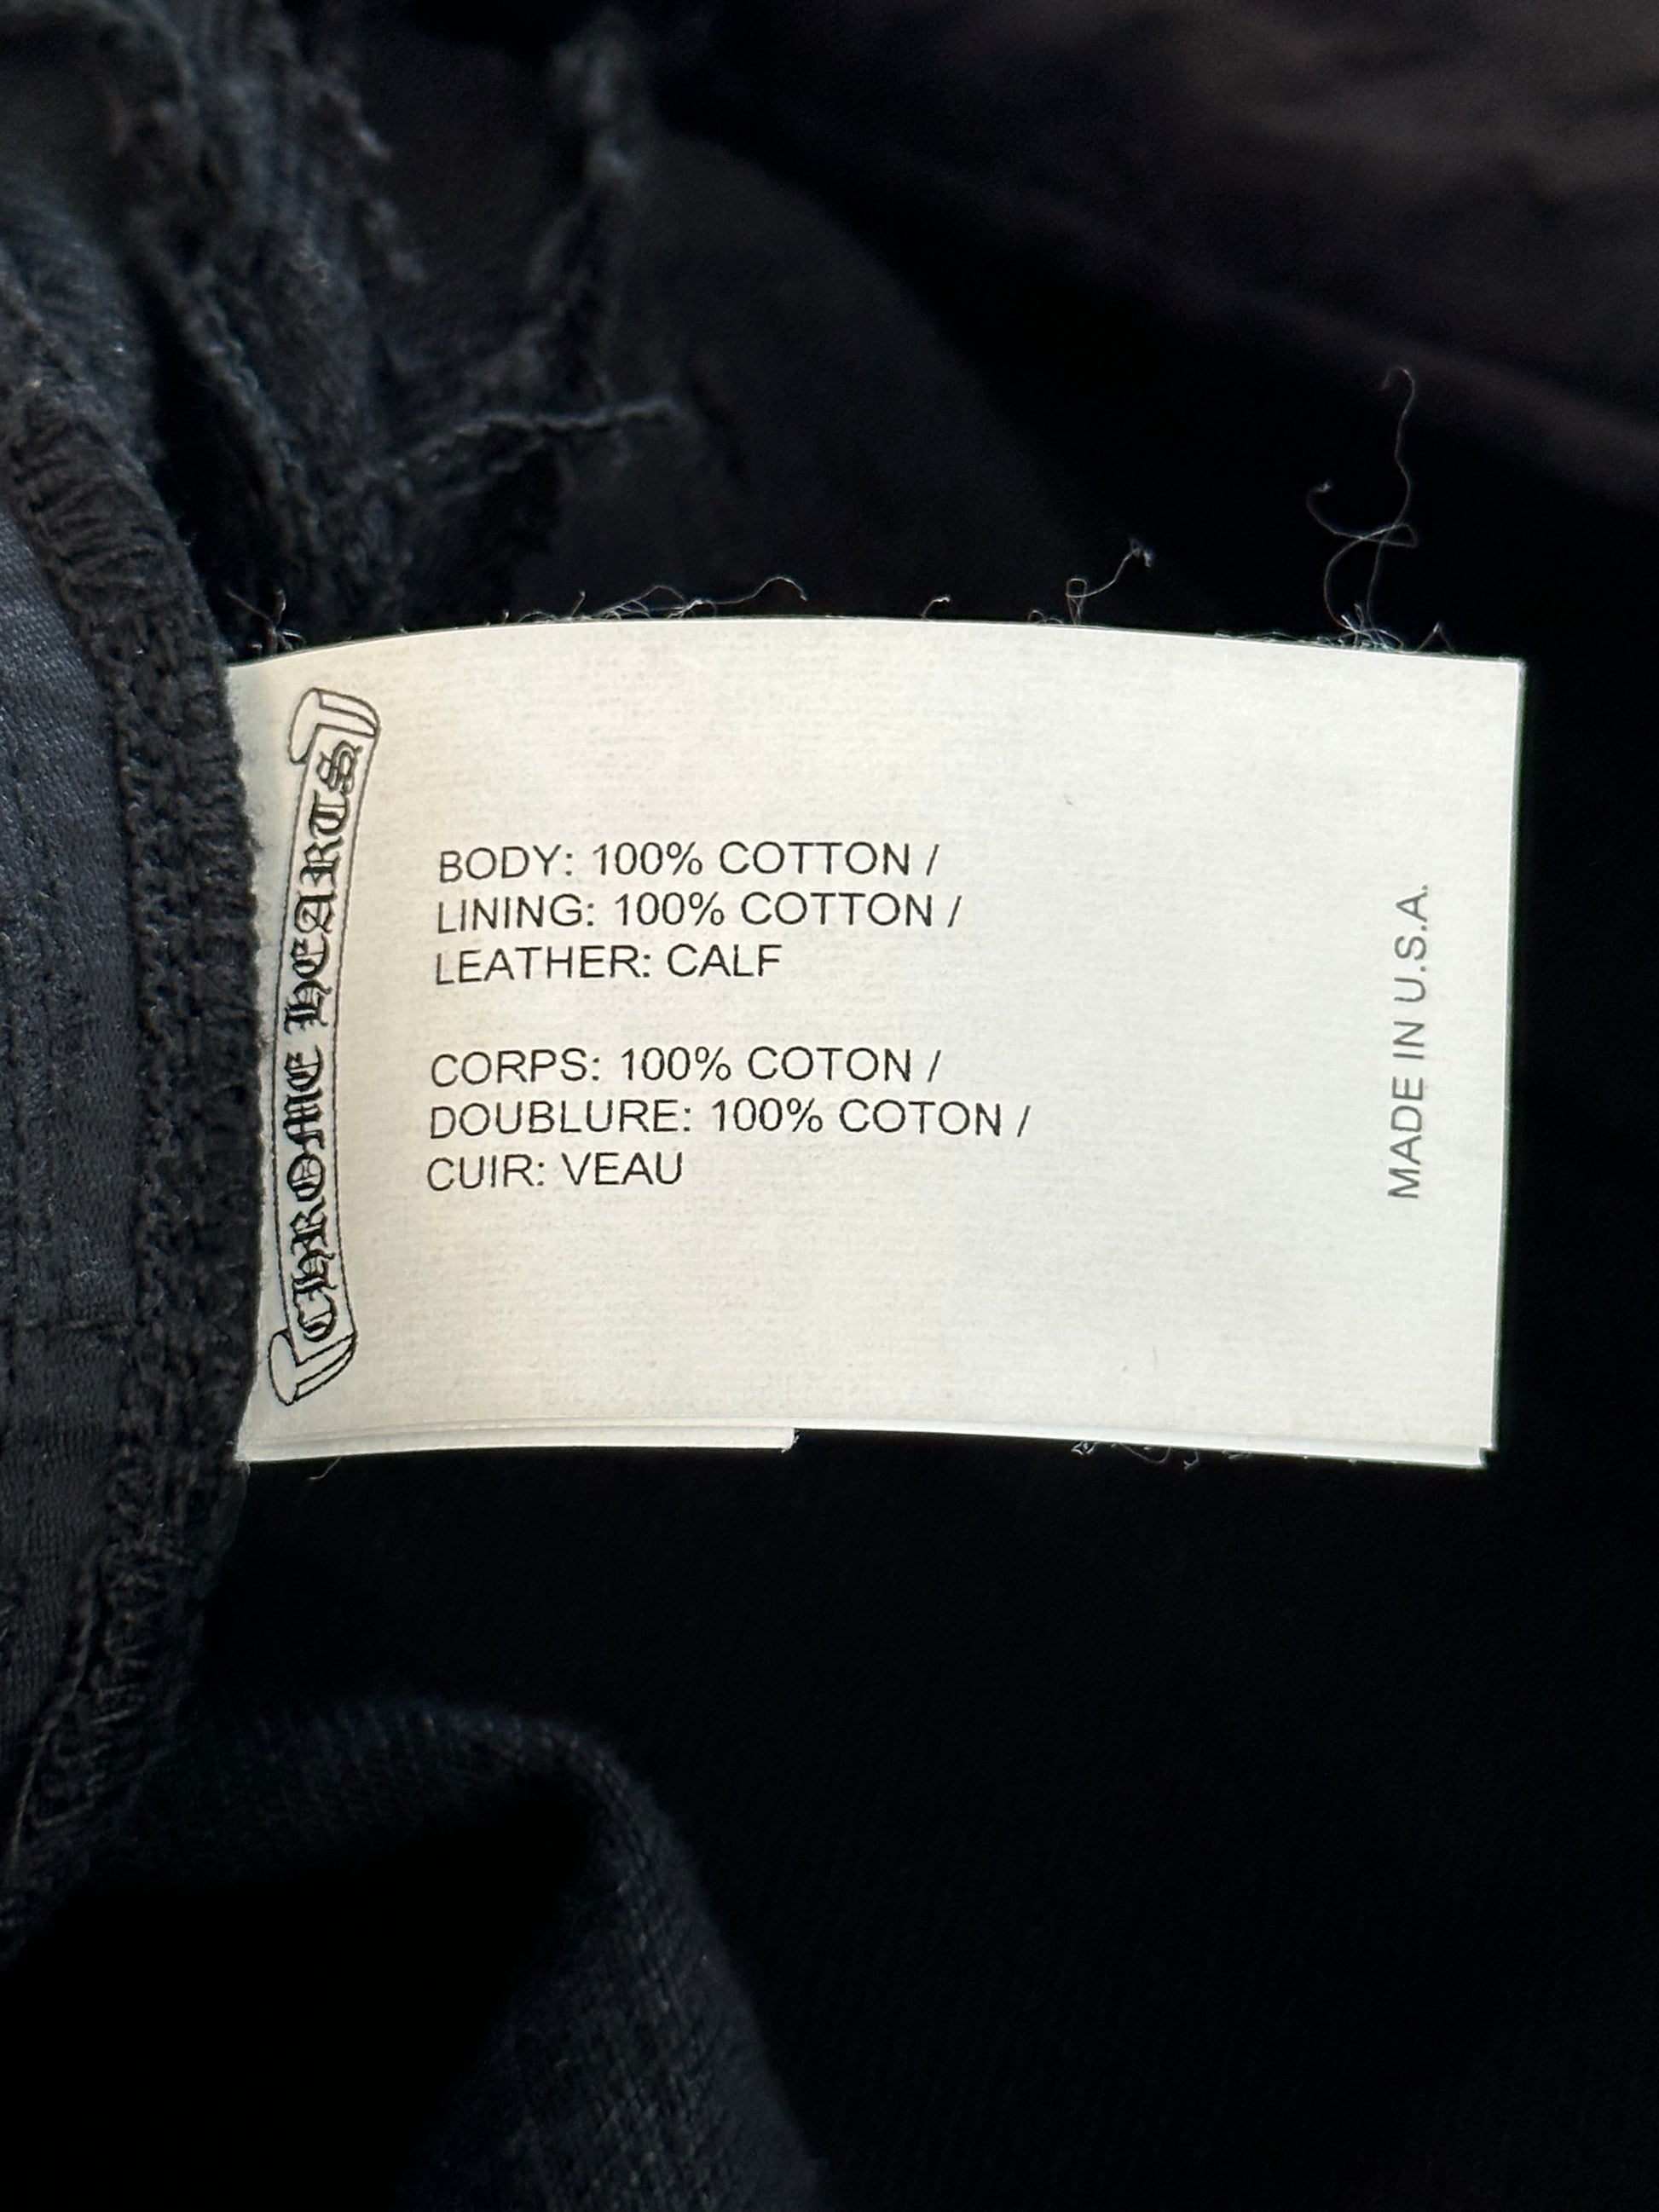 CHROME HEARTS
BODY: 100% COTTON /
LINING: 100% COTTON /
LEATHER: CALF
CORPS: 100% COTON /
DOUBLURE: 100% COTON /
CUIR: VEAU
MADE IN U.S.A.